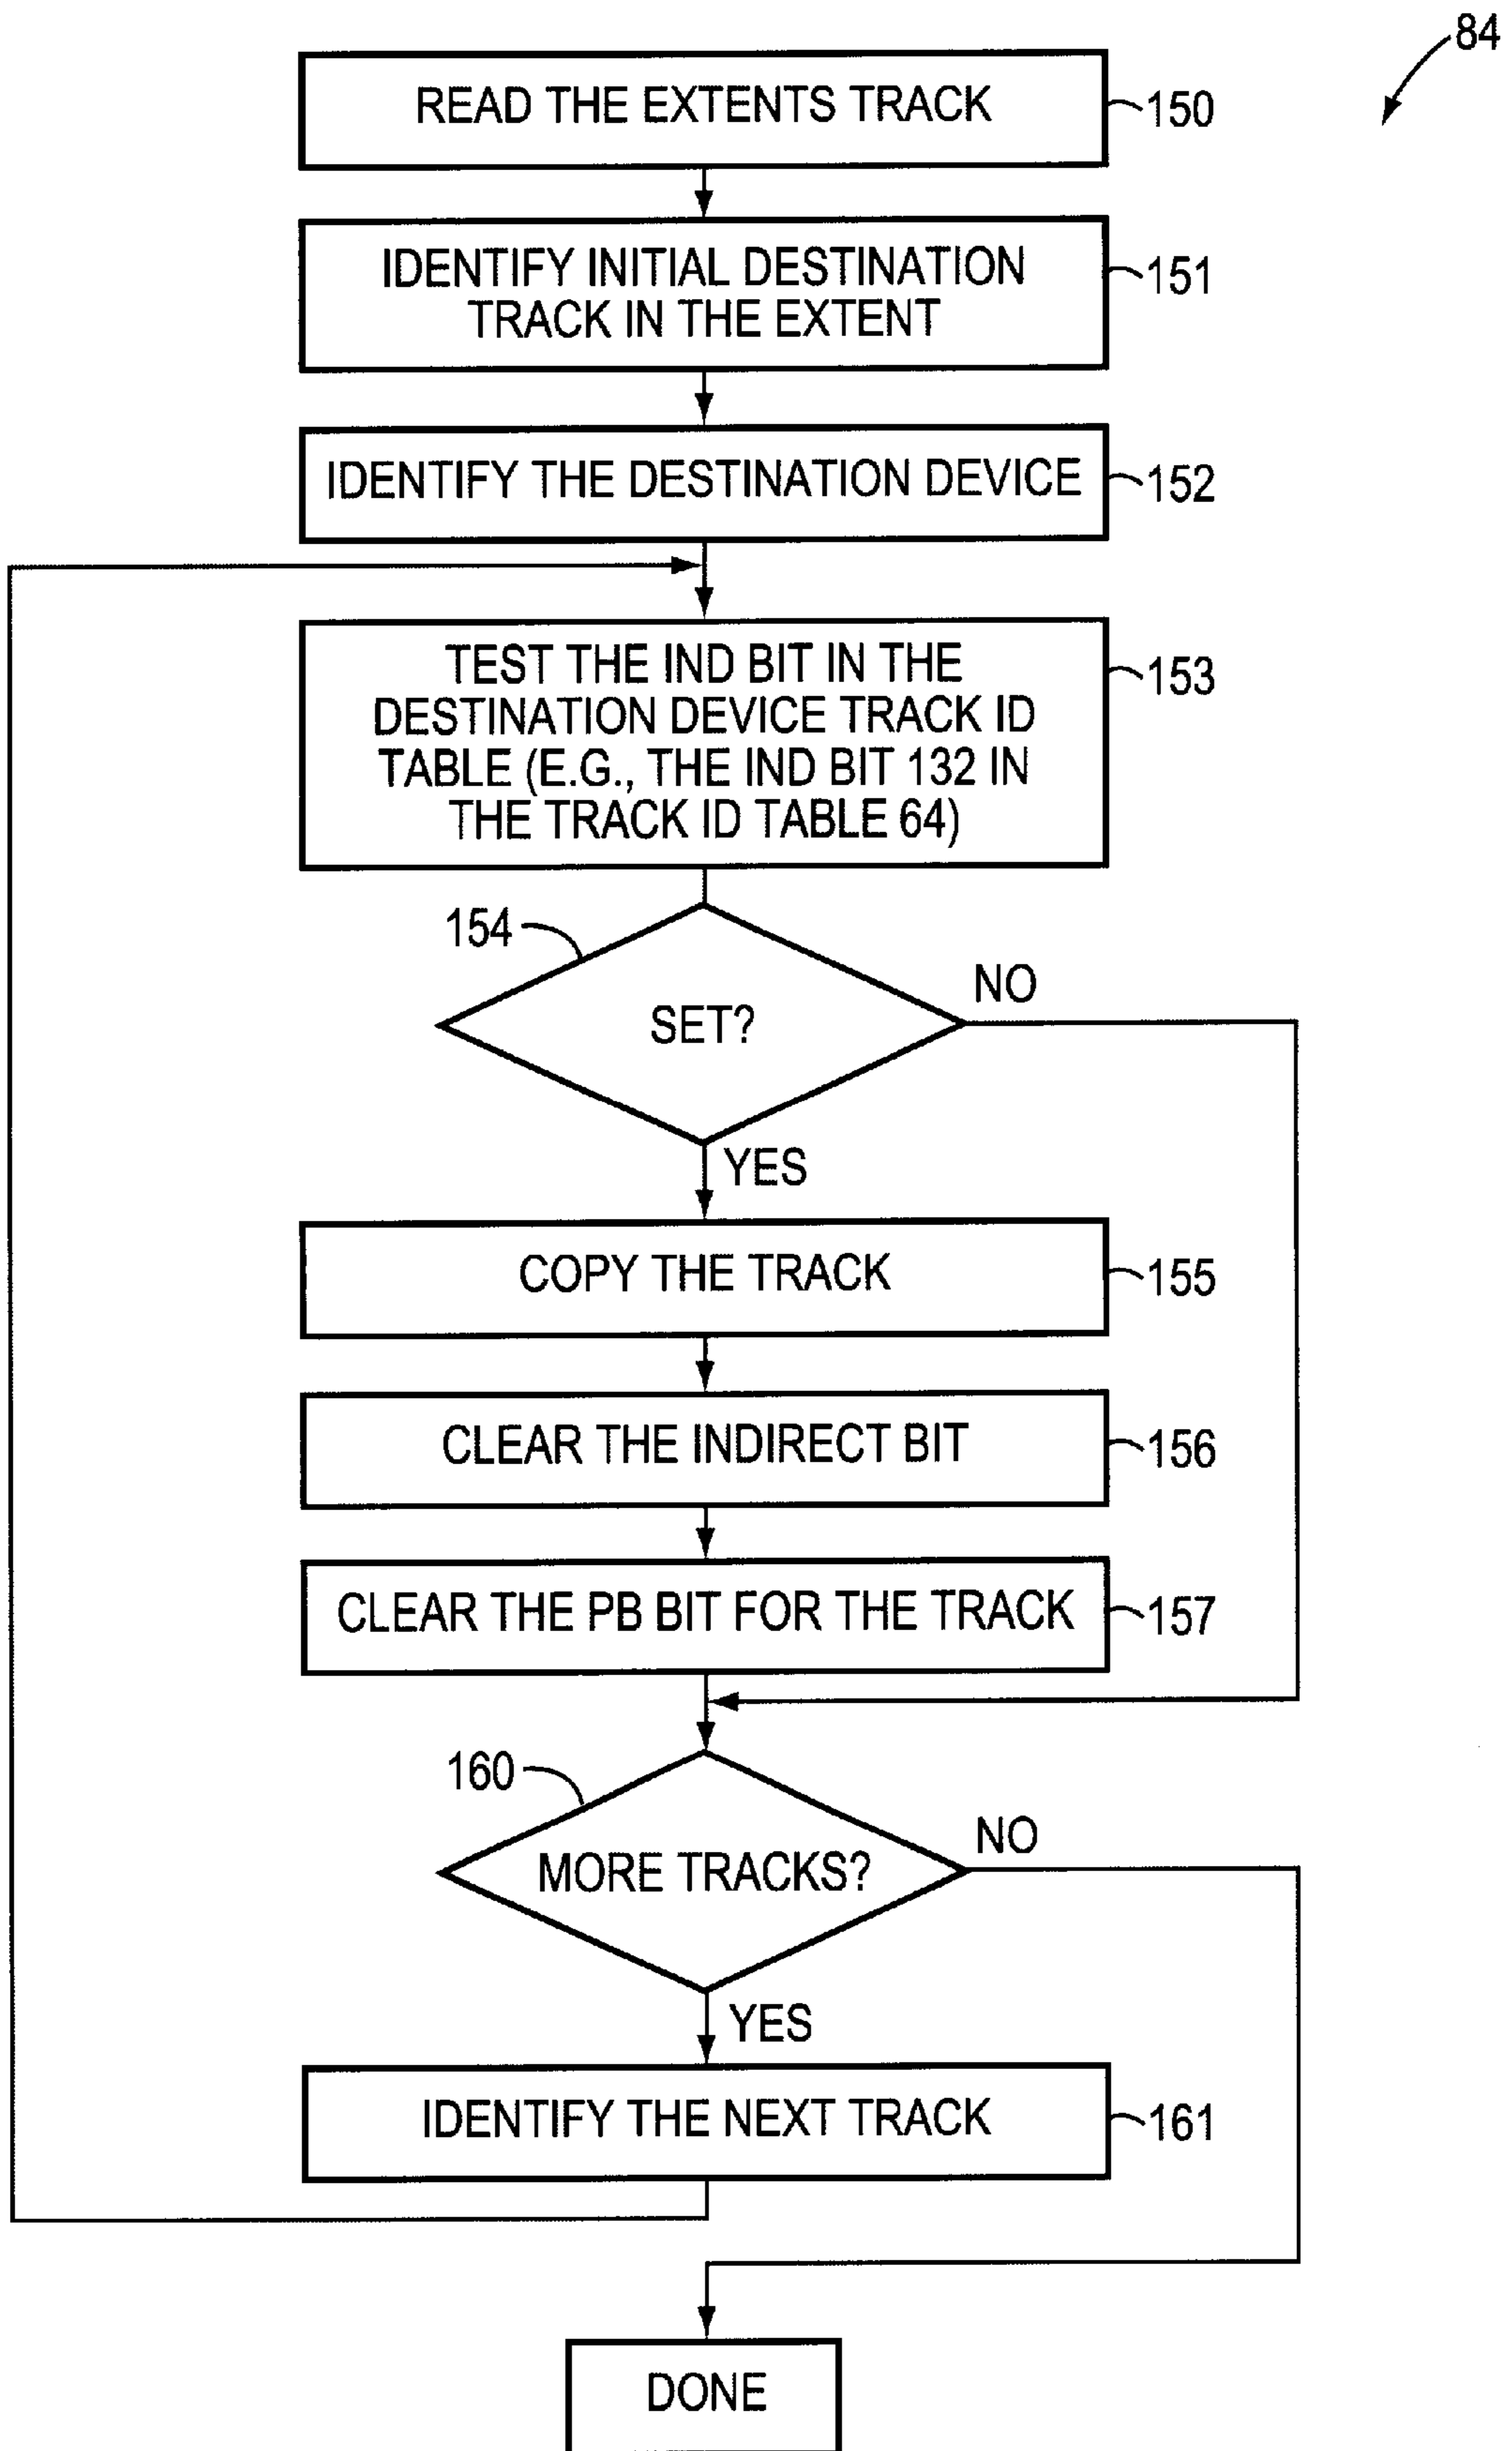 84
READ THE EXTENTS TRACK
150
IDENTIFY INITIAL DESTINATION
TRACK IN THE EXTENT
151
IDENTIFY THE DESTINATION DEVICE
152
TEST THE IND BIT IN THE
DESTINATION DEVICE TRACK ID
TABLE (E.G., THE IND BIT 132 IN
THE TRACK ID TABLE 64)
153
154
SET?
NO
YES
COPY THE TRACK
155
CLEAR THE INDIRECT BIT
156
CLEAR THE PB BIT FOR THE TRACK
157
160
MORE TRACKS?
NO
YES
IDENTIFY THE NEXT TRACK
161
DONE